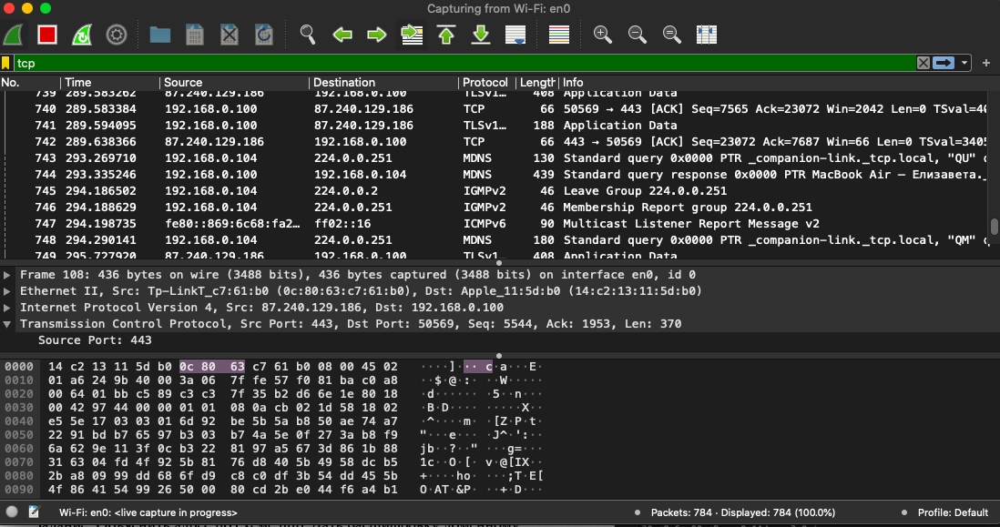 Capturing from Wi-Fi: en0
tcp
No. Time Source Destination Protocol Length Info
739 289.583262 87.240.129.186 192.168.0.100 TLSv1… 408 Application Data
740 289.583384 192.168.0.100 87.240.129.186 TCP 66 50569 → 443 [ACK] Seq=7565 Ack=23072 Win=2042 Len=0 TSval=40
741 289.594095 192.168.0.100 87.240.129.186 TLSv1… 188 Application Data
742 289.638366 87.240.129.186 192.168.0.100 TCP 66 443 → 50569 [ACK] Seq=23072 Ack=7687 Win=66 Len=0 TSval=3405
743 293.269710 192.168.0.104 224.0.0.251 MDNS 130 Standard query 0x0000 PTR _companion-link._tcp.local, "QU" q
744 293.335246 192.168.0.100 192.168.0.104 MDNS 439 Standard query response 0x0000 PTR MacBook Air — Елизавета._
745 294.186502 192.168.0.104 224.0.0.2 IGMPv2 46 Leave Group 224.0.0.251
746 294.188629 192.168.0.104 224.0.0.251 IGMPv2 46 Membership Report group 224.0.0.251
747 294.198735 fe80::869:6c68:fa2… ff02::16 ICMPv6 90 Multicast Listener Report Message v2
748 294.290141 192.168.0.104 224.0.0.251 MDNS 180 Standard query 0x0000 PTR _companion-link._tcp.local, "QM" q
749 295.727920 87.240.129.186 192.168.0.100 TLSv1… 408 Application Data
Frame 108: 436 bytes on wire (3488 bits), 436 bytes captured (3488 bits) on interface en0, id 0
Ethernet II, Src: Tp-LinkT_c7:61:b0 (0c:80:63:c7:61:b0), Dst: Apple_11:5d:b0 (14:c2:13:11:5d:b0)
Internet Protocol Version 4, Src: 87.240.129.186, Dst: 192.168.0.100
Transmission Control Protocol, Src Port: 443, Dst Port: 50569, Seq: 5544, Ack: 1953, Len: 370
Source Port: 443
0000 14 c2 13 11 5d b0 0c 80 63 c7 61 b0 08 00 45 02 ····]···c·a···E·
0010 01 a6 24 9b 40 00 3a 06 7f fe 57 f0 81 ba c0 a8 ··$·@·:···W·····
0020 00 64 01 bb c5 89 c3 c3 7f 35 b2 d6 6e 1e 80 18 ·d·······5··n···
0030 00 42 97 44 00 00 01 01 08 0a cb 02 1d 58 18 02 ·B·D·········X··
0040 e5 5e 17 03 03 01 6d 92 be 5b 5a b8 50 ae 74 a7 ·^····m··[Z·P·t·
0050 22 91 bd b7 65 97 b3 03 b7 4a 5e 0f 27 3a b8 f9 "···e····J^·':··
0060 6a 62 9e 11 3f 0c b3 22 81 97 a5 67 3d 86 1b 88 jb··?··"···g=···
0070 31 63 04 fd 4f 92 5b 81 76 d8 40 5b 49 58 dc b5 1c··O·[·v·@[IX··
0080 2b a8 09 99 dd 68 6f d9 c8 c0 df 3b 54 dd 45 5b +····ho····;T·E[
0090 4f 86 41 54 99 26 50 00 80 cd 2b e0 44 f6 a4 b1 O·AT·&P···+·D···
Wi-Fi: en0: <live capture in progress> Packets: 784 · Displayed: 784 (100.0%) Profile: Default